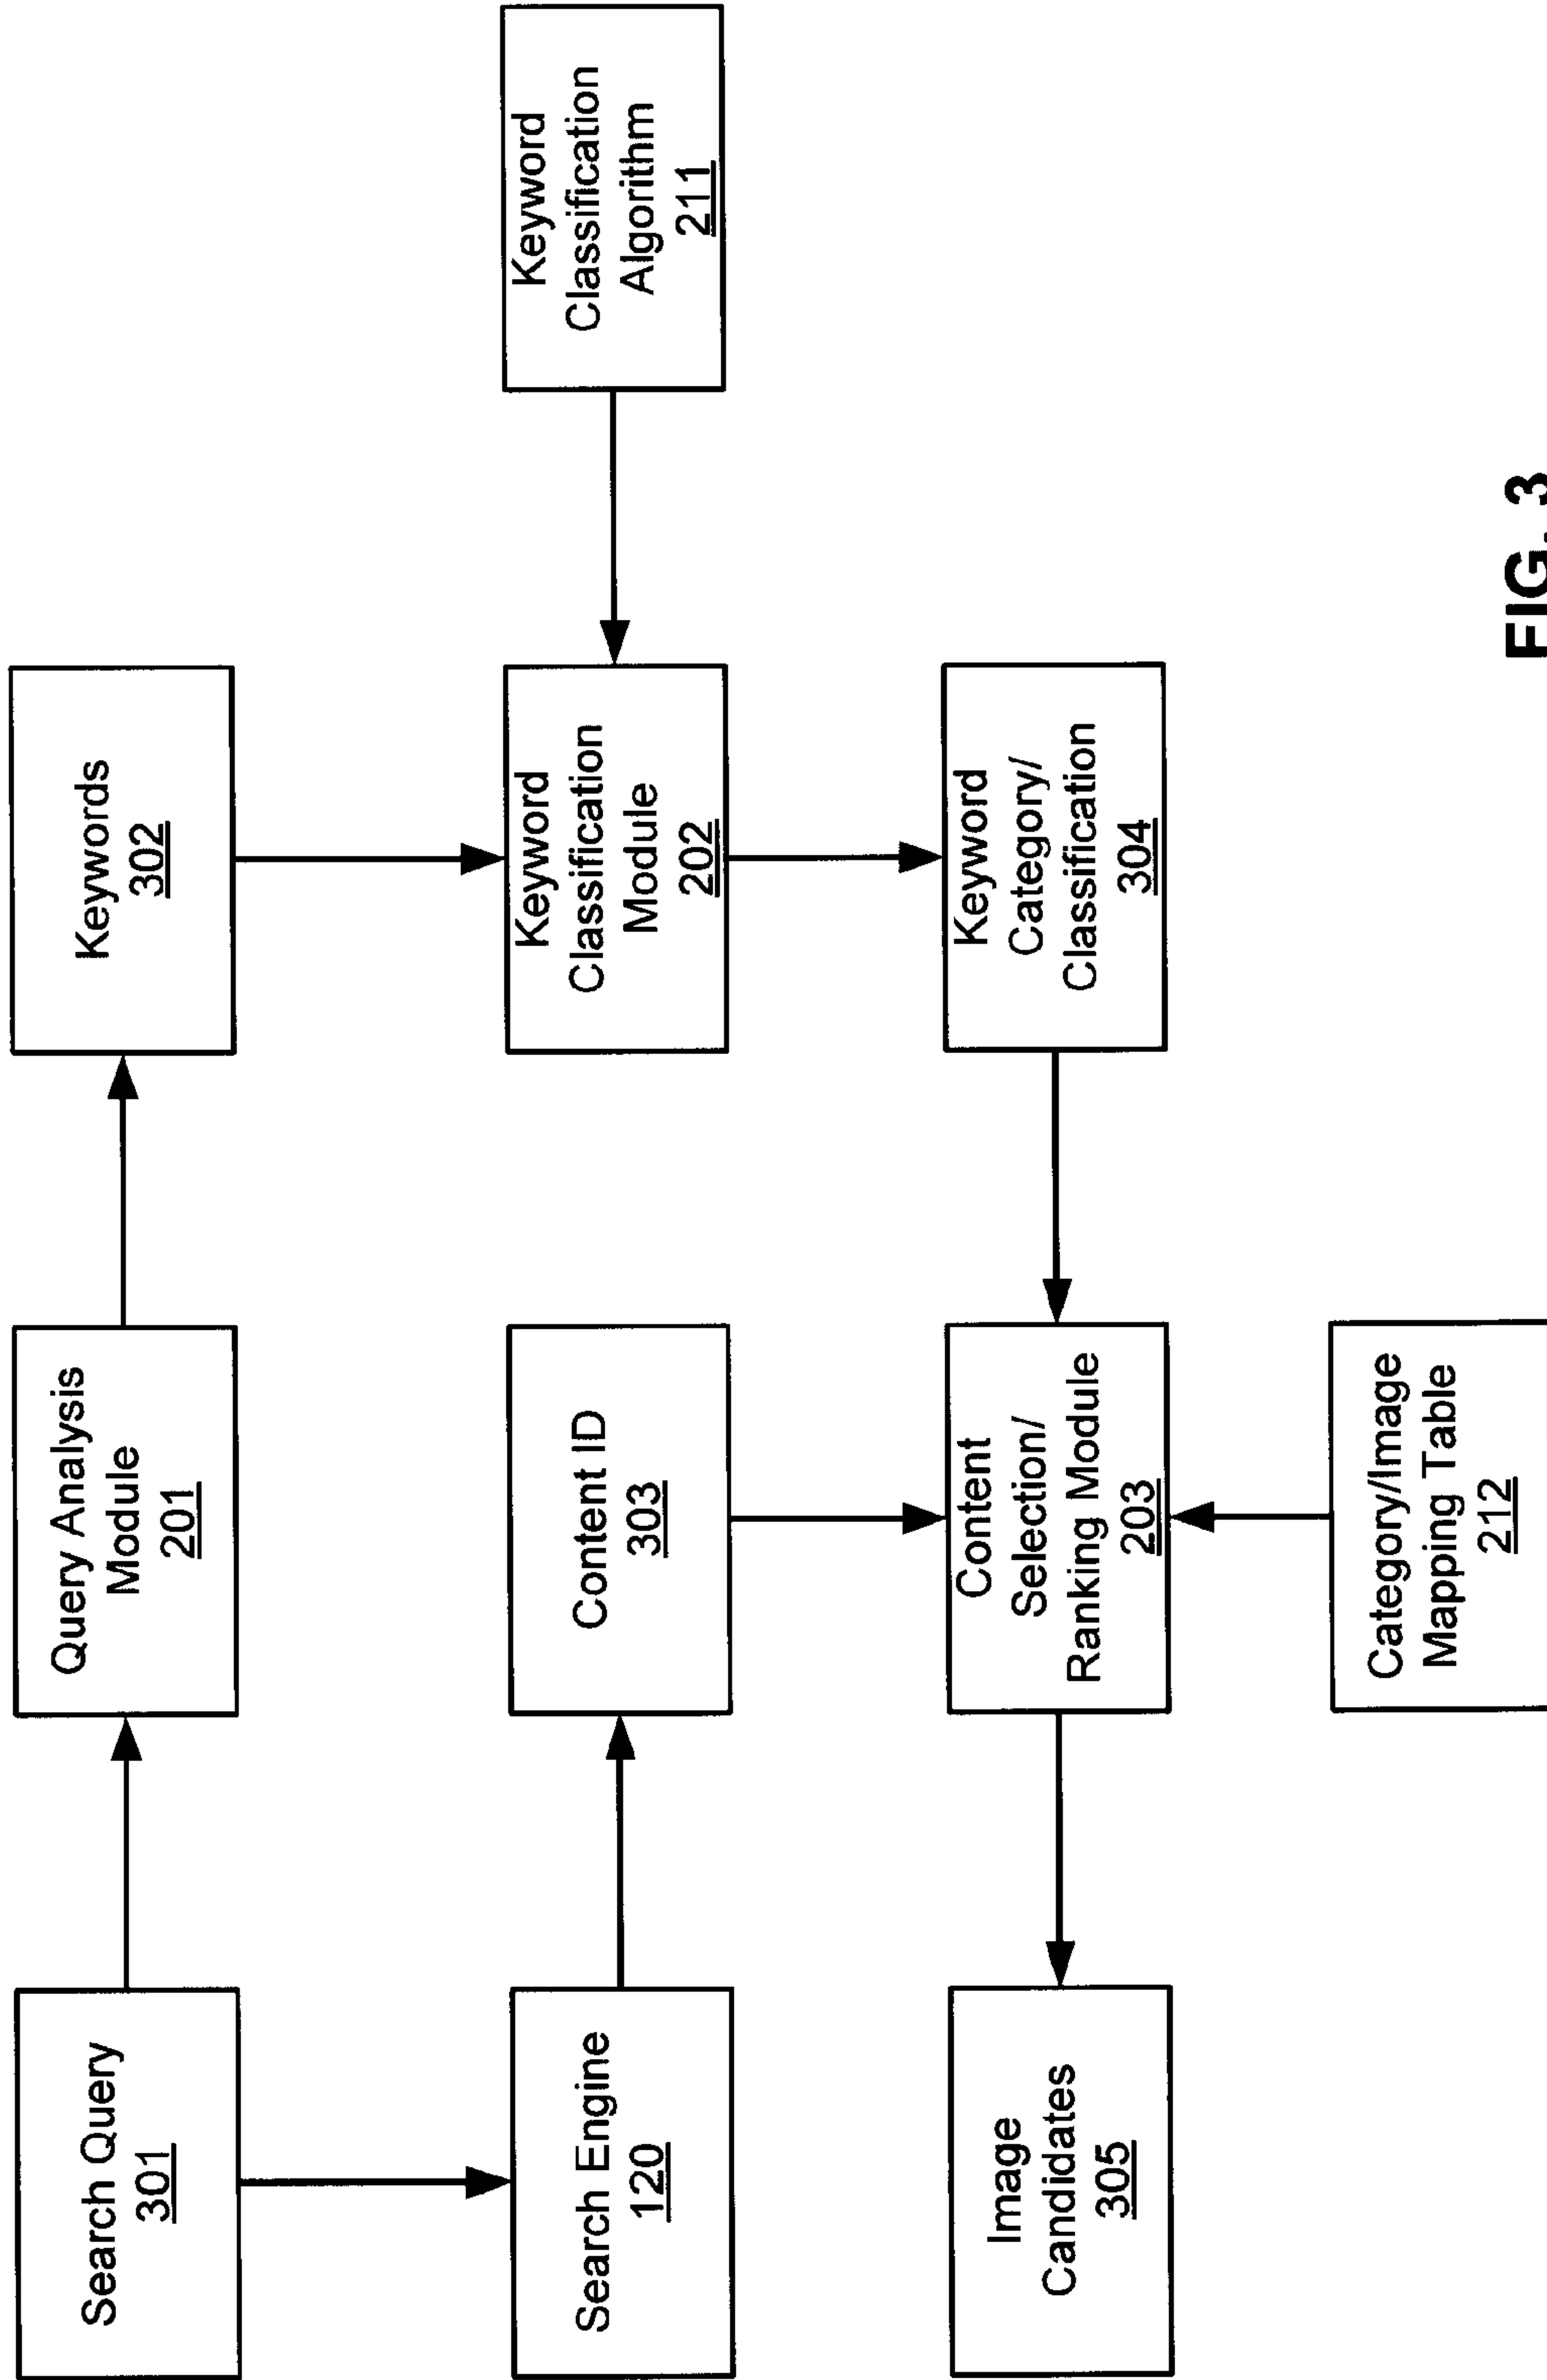 Search Query
301
Query Analysis
Module
201
Keywords
302
Search Engine
120
Content ID
303
Keyword
Classification
Module
202
Keyword
Classification
Algorithm
211
Image
Candidates
305
Content
Selection/
Ranking Module
203
Keyword
Category/
Classification
304
Category/Image
Mapping Table
212
FIG. 3